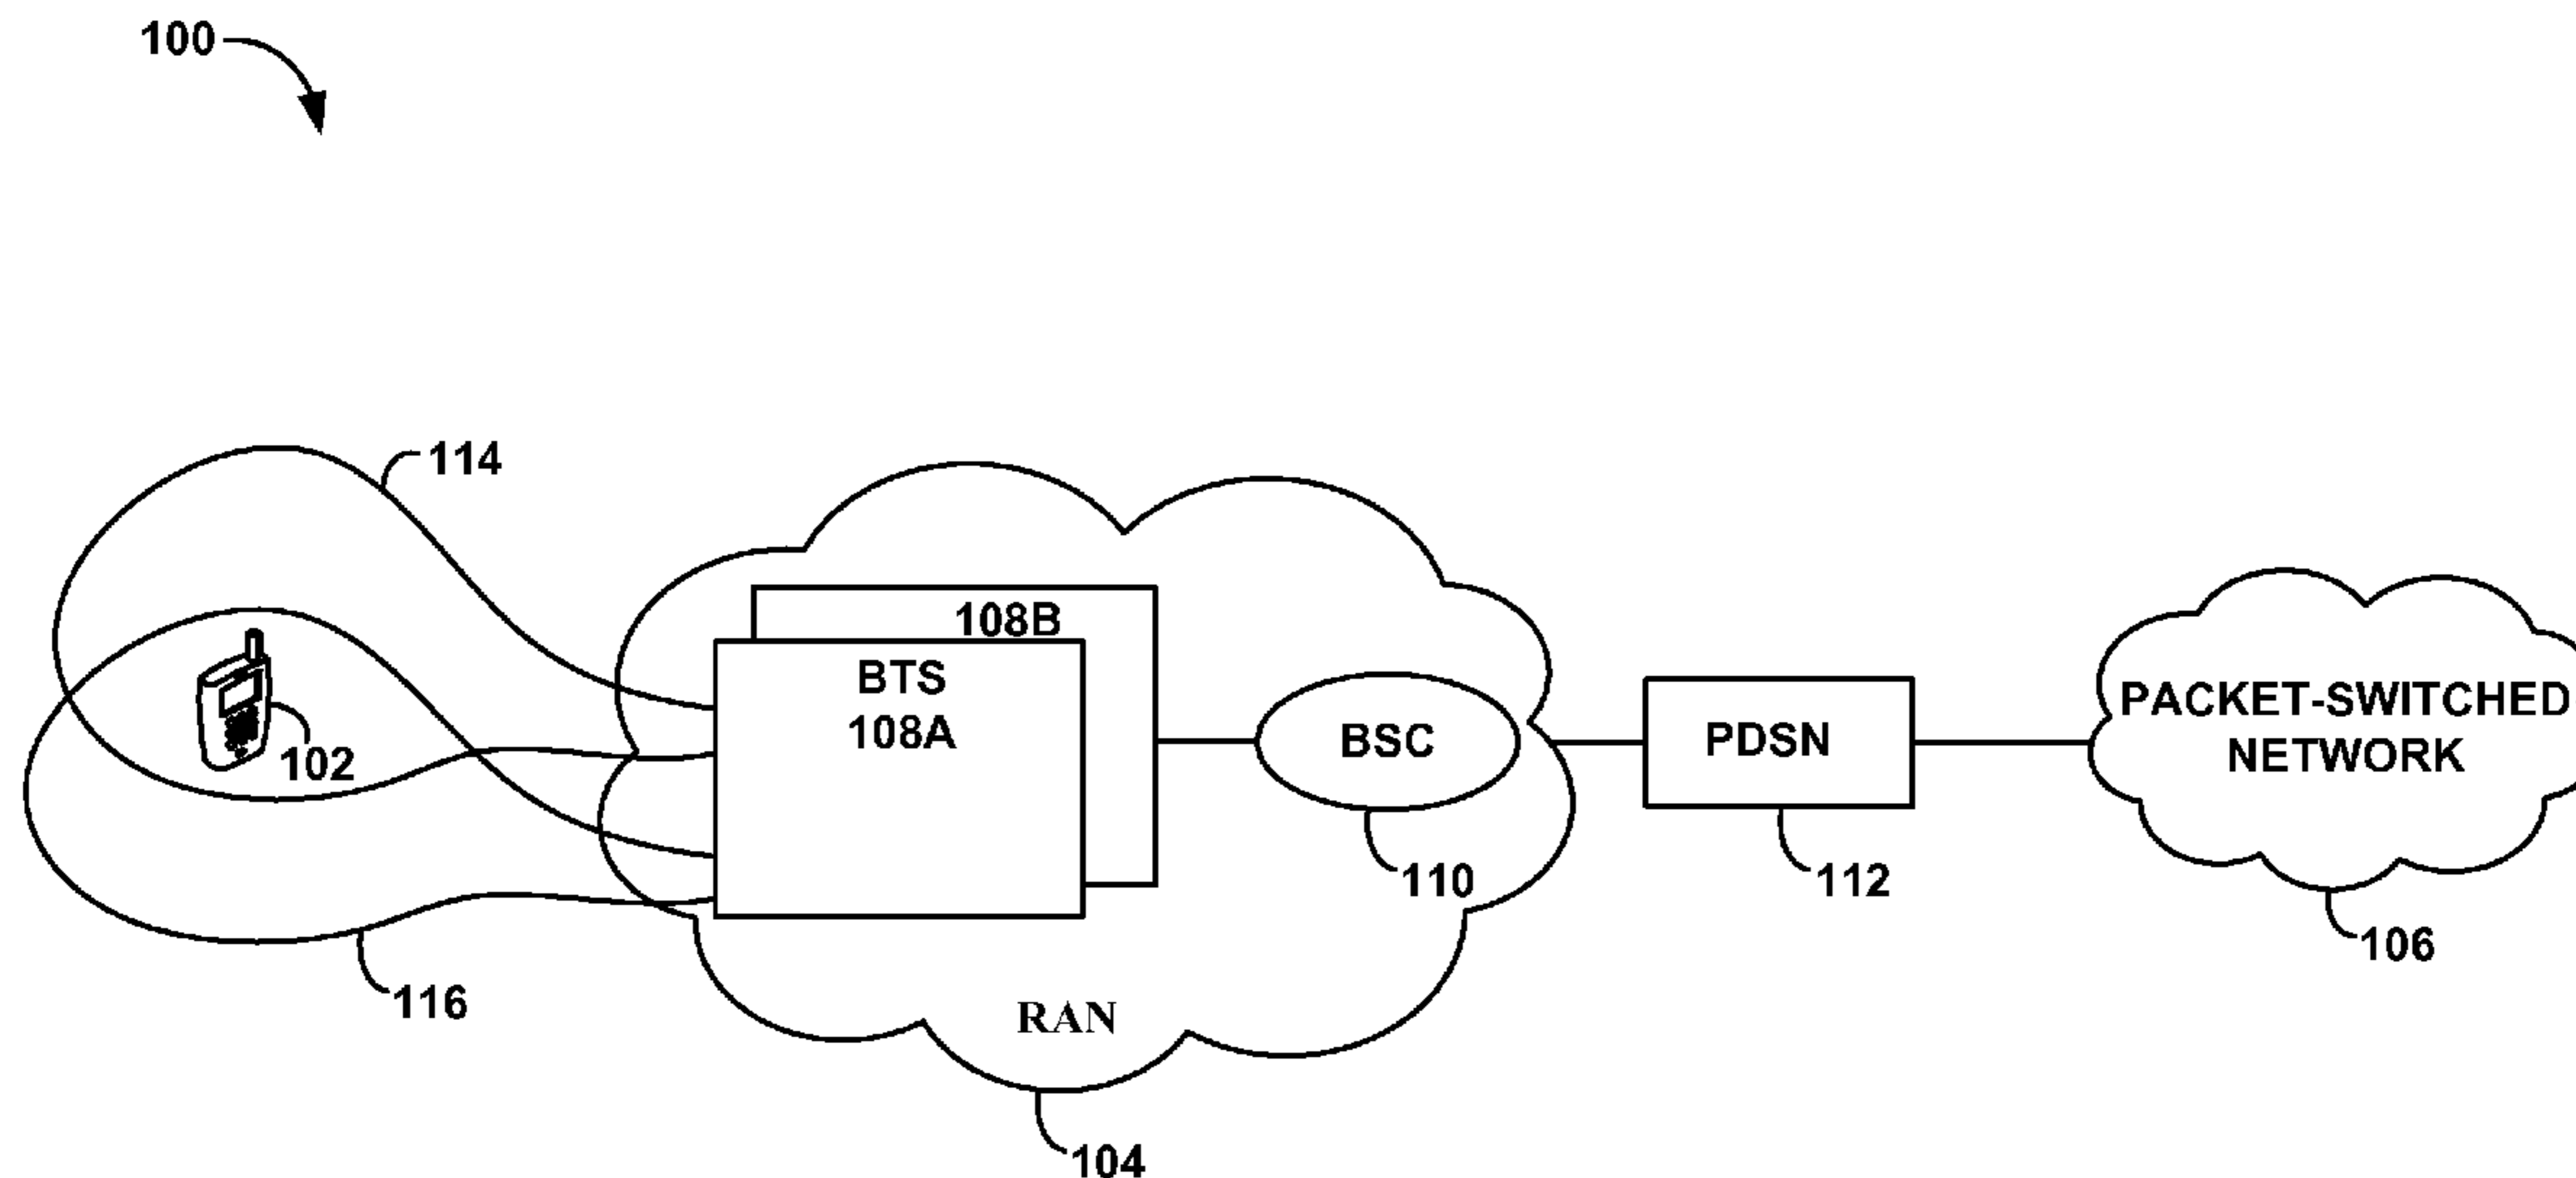 100
114
108B
BTS
108A
102
BSC
PDSN
PACKET-SWITCHED
NETWORK
110
112
106
116
RAN
104